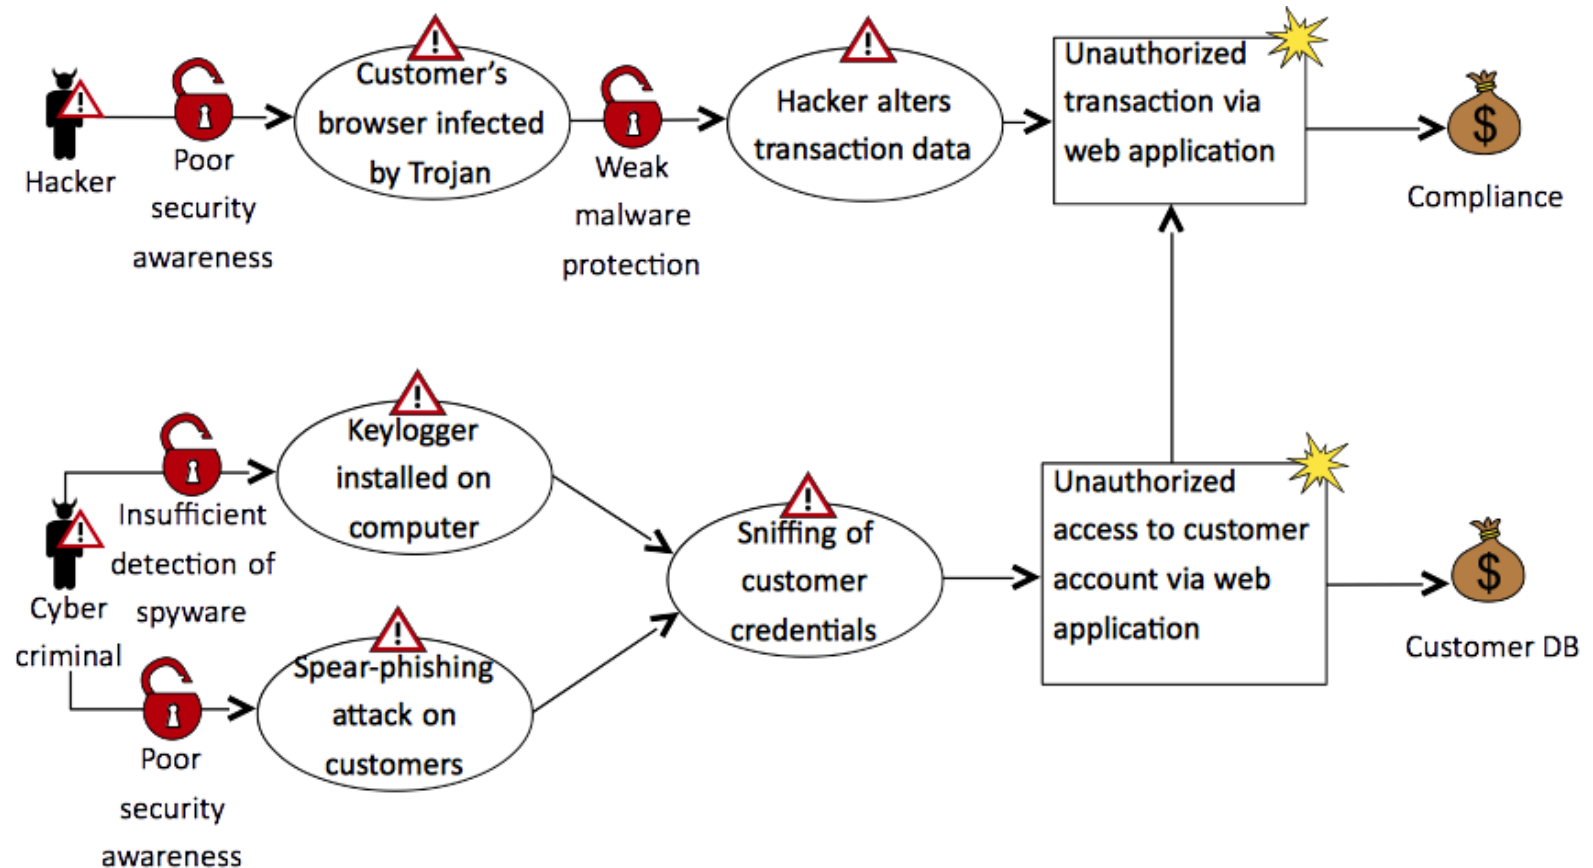 Customer’s
browser infected
by Trojan
Hacker alters
transaction data
Unauthorized
transaction via
web application
$
Hacker
Poor
security
awareness
Weak
malware
protection
Compliance
Keylogger
installed on
computer
Insufficient
detection of
spyware
Cyber
criminal
Sniffing of
customer
credentials
Unauthorized
access to customer
account via web
application
$
Customer DB
Spear-phishing
attack on
customers
Poor
security
awareness